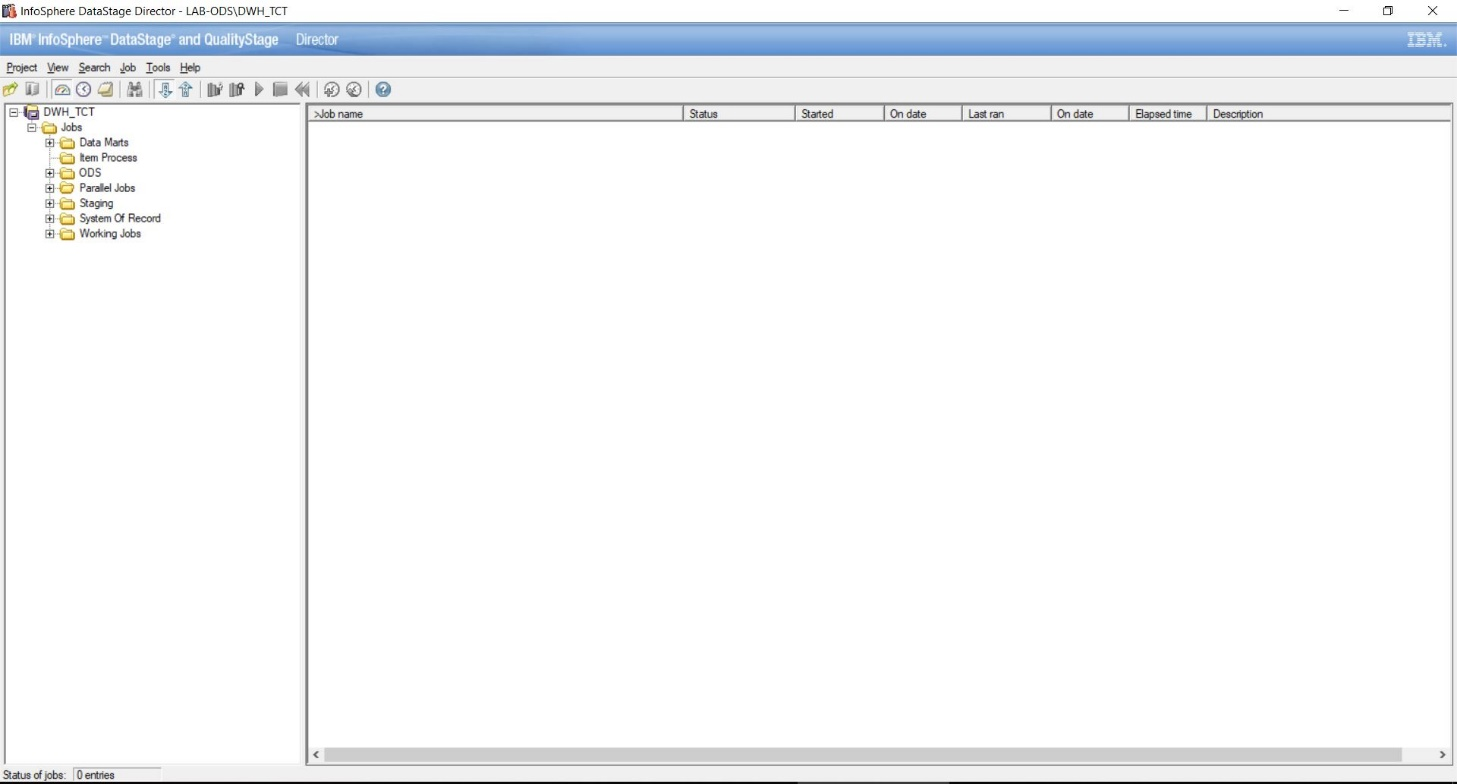 InfoSphere DataStage Director - LAB-ODS\DWH_TCT
IBM® InfoSphere™ DataStage® and QualityStage Director IBM.
Project View Search Job Tools Help
DWH_TCT
Jobs
Data Marts
Item Process
ODS
Parallel Jobs
Staging
System Of Record
Working Jobs
>Job name Status Started On date Last ran On date Elapsed time Description
Status of jobs: 0 entries